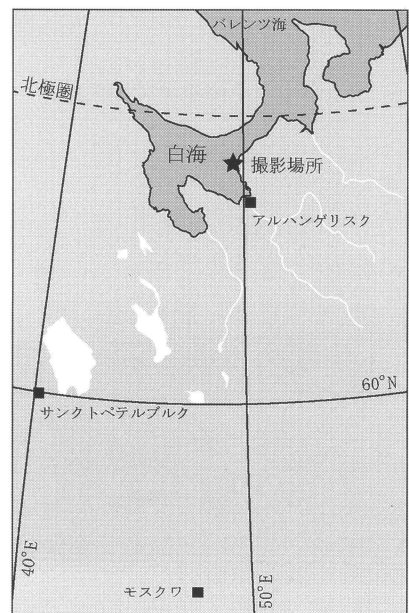 バレンツ海
北極圏
白海
撮影場所
アルハンゲリスク
60°N
サンクトペテルブルク
40°E
50°E
モスクワ